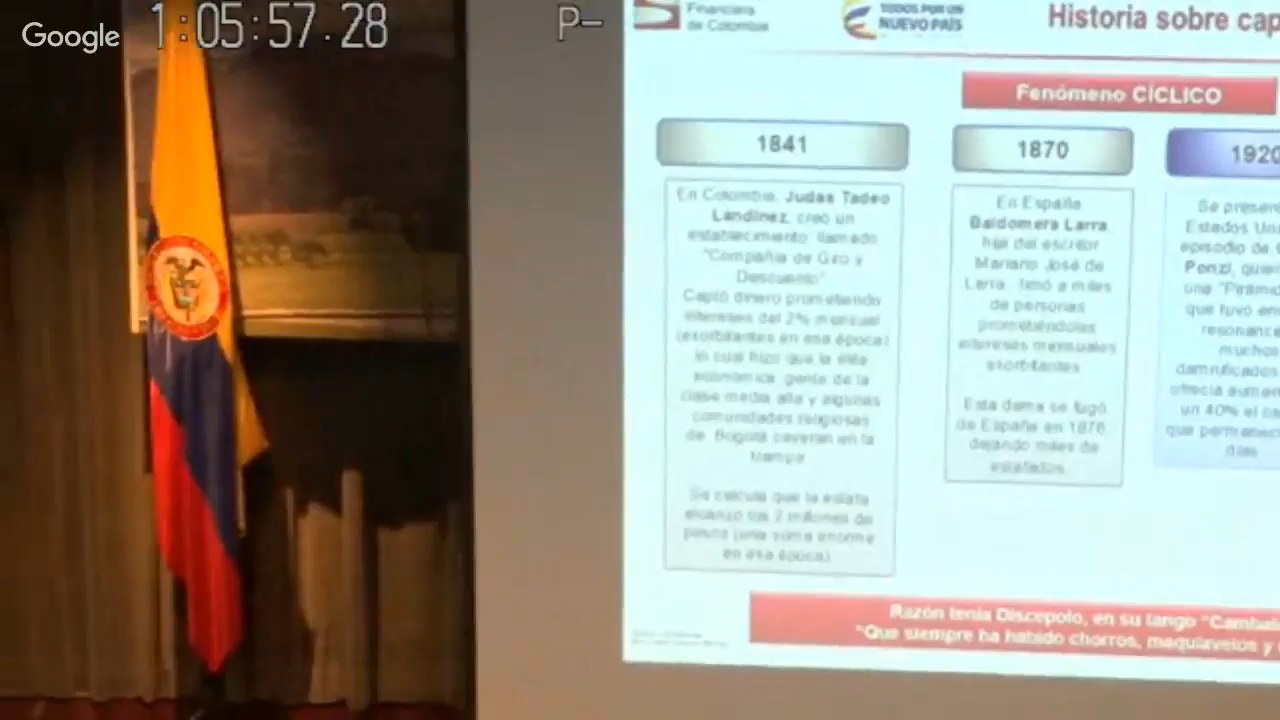 Google
1:05:57.28
P-
Financiera
de Colombia
TODOS POR UN
NUEVO PAÍS
Historia sobre cap
Fenómeno CÍCLICO
1841
En Colombia, Judas Tadeo
Landínez, creó un
establecimiento llamado
"Compañía de Giro y
Descuento"
Captó dinero prometiendo
intereses del 2% mensual
(exorbitantes en esa época)
lo cual hizo que la elite
económica, gente de la
clase media alta y algunas
comunidades religiosas
de Bogotá cayeran en la
trampa
Se calcula que la estafa
alcanzó los 2 millones de
pesos (una suma enorme
en esa época)
1870
En España
Baldomera Larra,
hija del escritor
Mariano José de
Larra, timó a miles
de personas
prometiéndoles
intereses mensuales
exorbitantes
Esta dama se fugó
de España en 1876,
dejando miles de
estafados
1920
Se presen
Estados Uni
episodio de
Ponzi, quien
una "Pirámid
que tuvo en
resonanc
muchos
damnificados
ofrecía aumen
un 40% el ca
que permanec
días
Razón tenía Discepolo, en su tango "Cambala
"Que siempre ha habido chorros, maquiavelos y